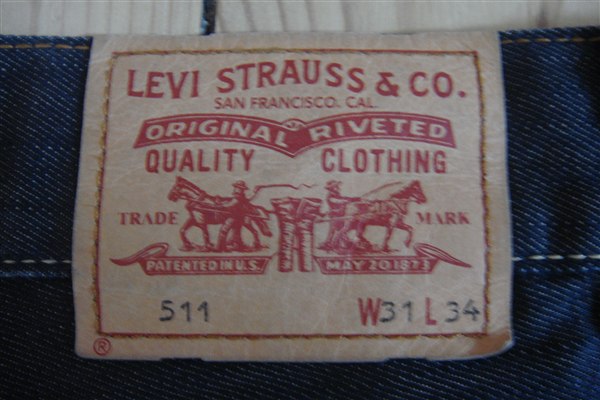 LEVI STRAUSS & CO.
SAN FRANCISCO. CAL.
ORIGINAL RIVETED
QUALITY CLOTHING
TRADE MARK
PATENTED IN U.S. MAY 20 1873
511 W31 L 34
®